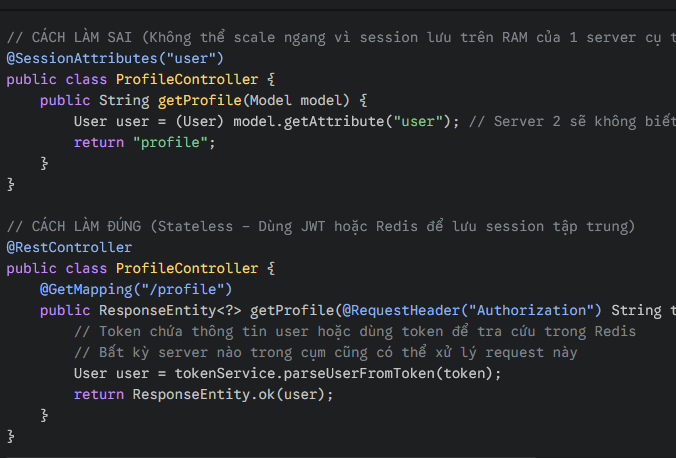 // CÁCH LÀM SAI (Không thể scale ngang vì session lưu trên RAM của 1 server cụ
@SessionAttributes("user")
public class ProfileController {
    public String getProfile(Model model) {
        User user = (User) model.getAttribute("user"); // Server 2 sẽ không biết
        return "profile";
    }
}

// CÁCH LÀM ĐÚNG (Stateless – Dùng JWT hoặc Redis để lưu session tập trung)
@RestController
public class ProfileController {
    @GetMapping("/profile")
    public ResponseEntity<?> getProfile(@RequestHeader("Authorization") String
        // Token chứa thông tin user hoặc dùng token để tra cứu trong Redis
        // Bất kỳ server nào trong cụm cũng có thể xử lý request này
        User user = tokenService.parseUserFromToken(token);
        return ResponseEntity.ok(user);
    }
}